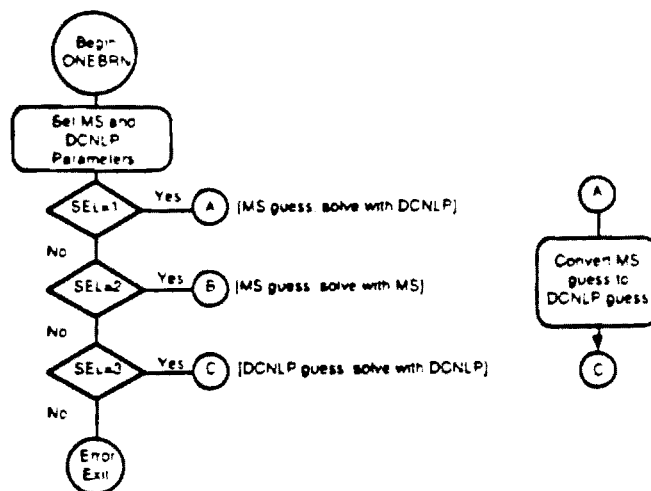 Begin
ONEBRN
Set MS and
DCNLP
Parameters
SEL=1
Yes
A
[MS guess, solve with DCNLP]
No
SEL=2
Yes
B
[MS guess, solve with MS]
No
SEL=3
Yes
C
[DCNLP guess, solve with DCNLP]
No
Error
Exit
A
Convert MS
guess to
DCNLP guess
C